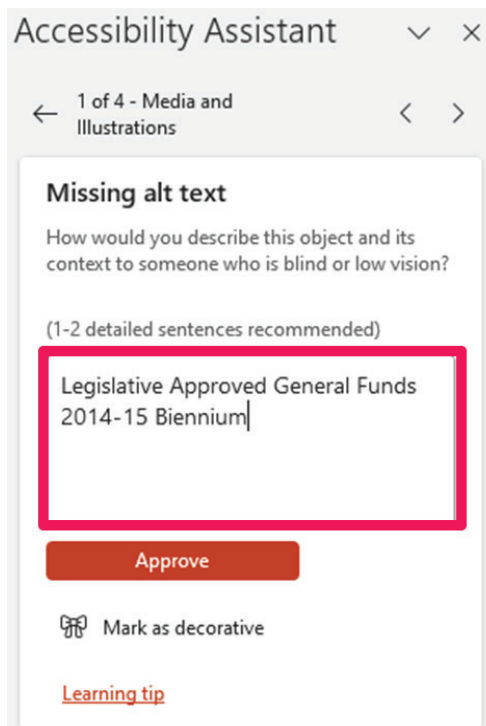 Accessibility Assistant
1 of 4 - Media and
Illustrations
Missing alt text
How would you describe this object and its
context to someone who is blind or low vision?
(1-2 detailed sentences recommended)
Legislative Approved General Funds
2014-15 Biennium
Approve
Mark as decorative
Learning tip